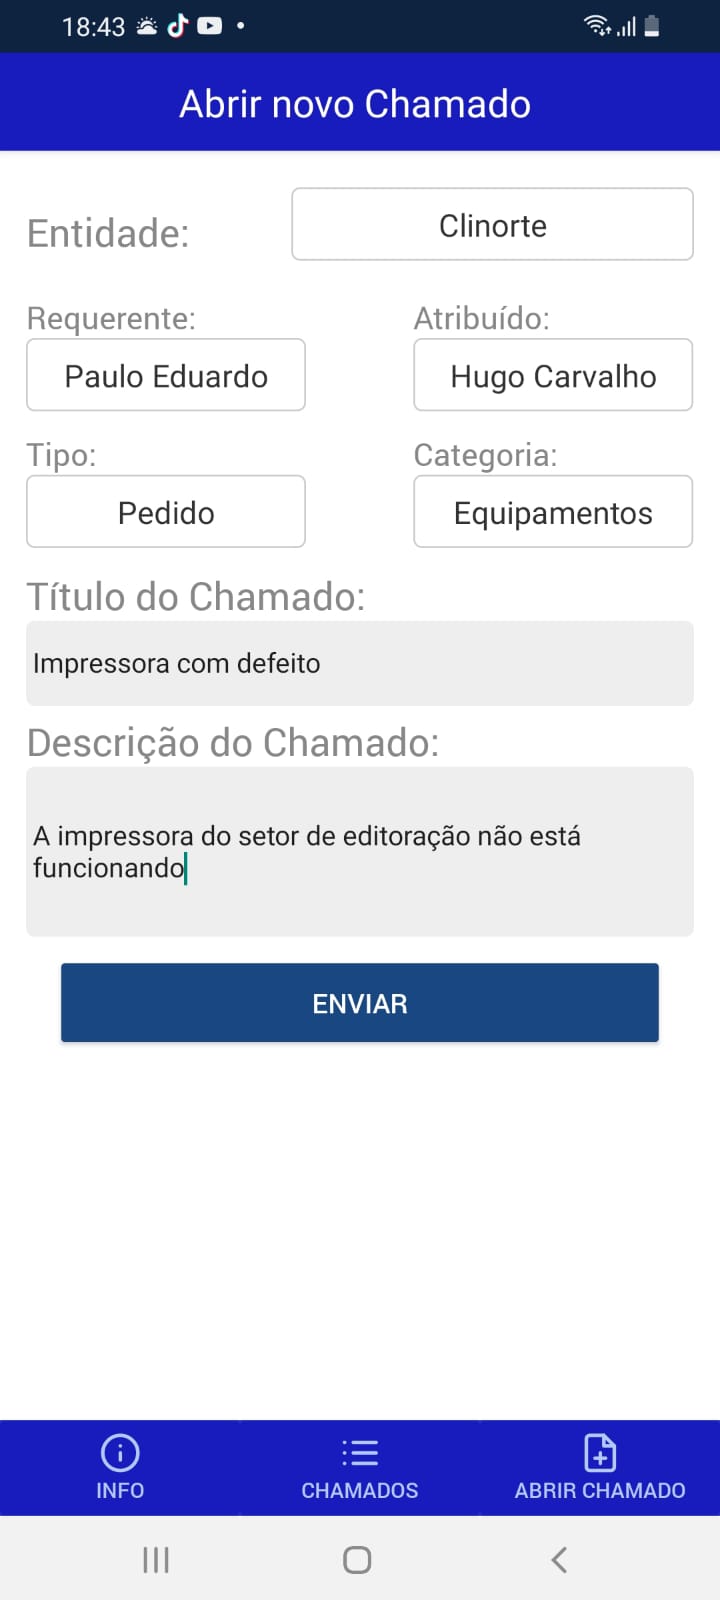 18:43
Abrir novo Chamado
Entidade:
Clinorte
Requerente:
Atribuído:
Paulo Eduardo
Hugo Carvalho
Tipo:
Categoria:
Pedido
Equipamentos
Título do Chamado:
Impressora com defeito
Descrição do Chamado:
A impressora do setor de editoração não está
funcionando
ENVIAR
INFO
CHAMADOS
ABRIR CHAMADO